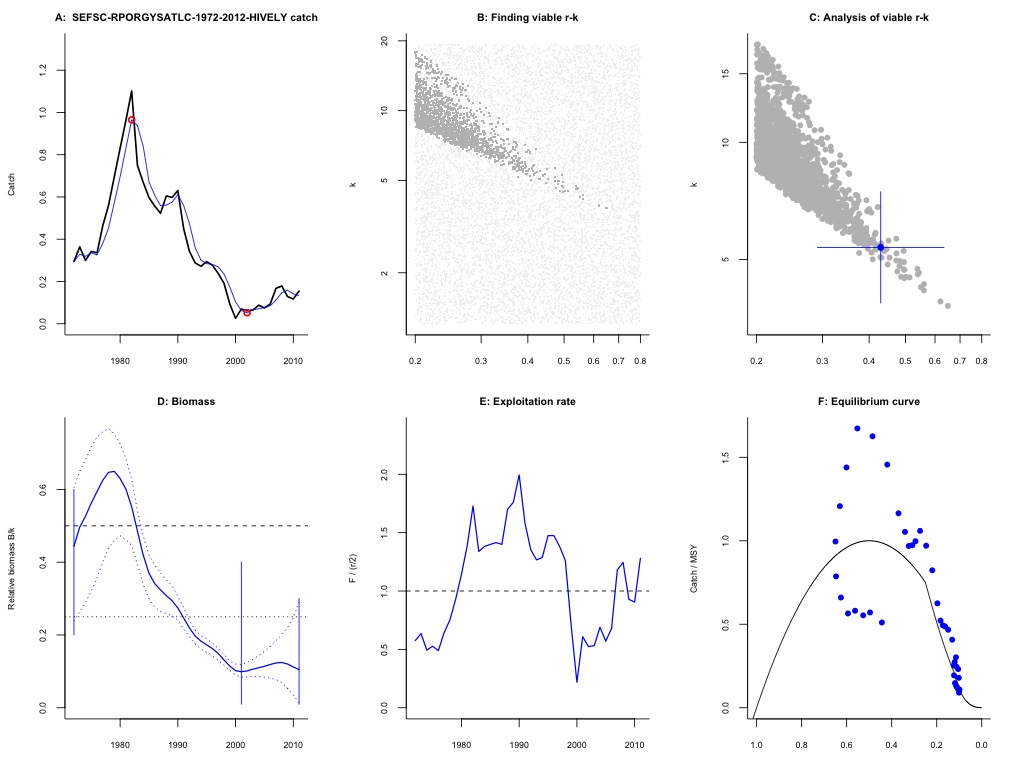 A:  SEFSC-RPORGYSATLC-1972-2012-HIVELY catch
Catch
0.0 0.2 0.4 0.6 0.8 1.0 1.2
1980 1990 2000 2010
B: Finding viable r-k
k
2 5 10 20
0.2 0.3 0.4 0.5 0.6 0.7 0.8
C: Analysis of viable r-k
k
5 10 15
0.2 0.3 0.4 0.5 0.6 0.7 0.8
D: Biomass
Relative biomass B/k
0.0 0.2 0.4 0.6
1980 1990 2000 2010
E: Exploitation rate
F / (r/2)
0.0 0.5 1.0 1.5 2.0
1980 1990 2000 2010
F: Equilibrium curve
Catch / MSY
0.0 0.5 1.0 1.5
1.0 0.8 0.6 0.4 0.2 0.0